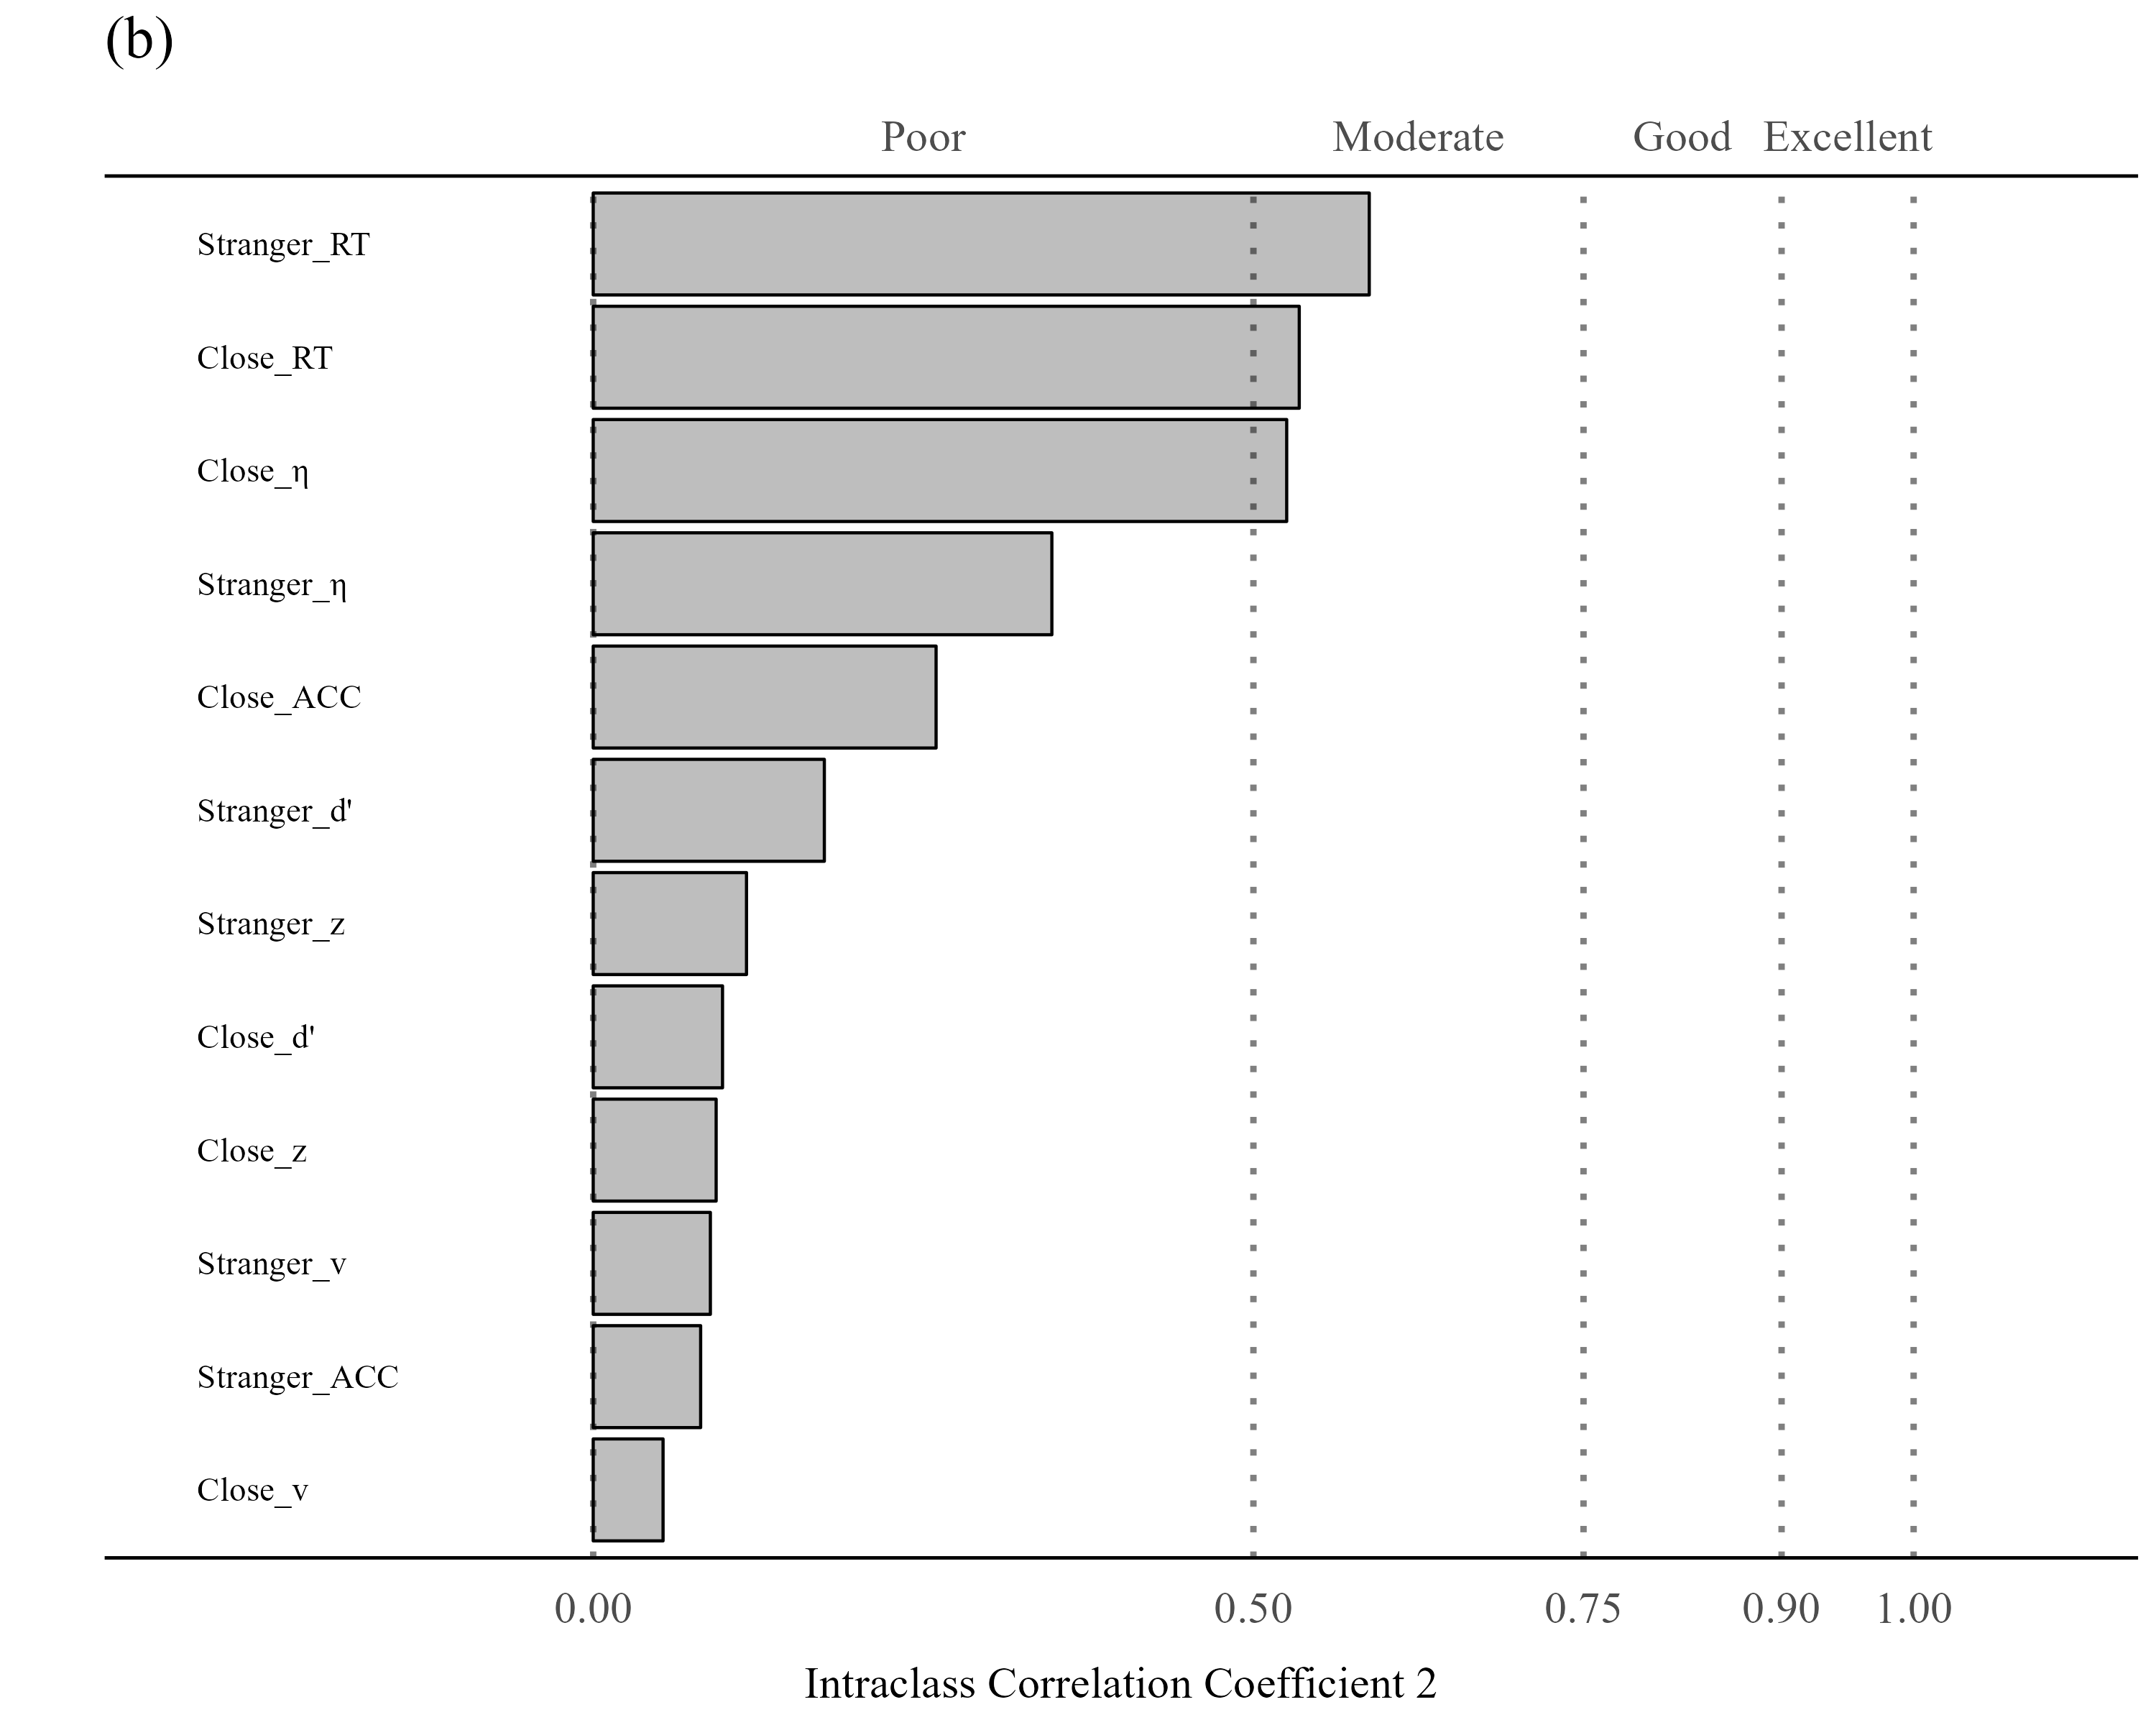 (b)
Poor Moderate Good Excellent
Stranger_RT
Close_RT
Close_η
Stranger_η
Close_ACC
Stranger_d'
Stranger_z
Close_d'
Close_z
Stranger_v
Stranger_ACC
Close_v
0.00 0.50 0.75 0.90 1.00
Intraclass Correlation Coefficient 2